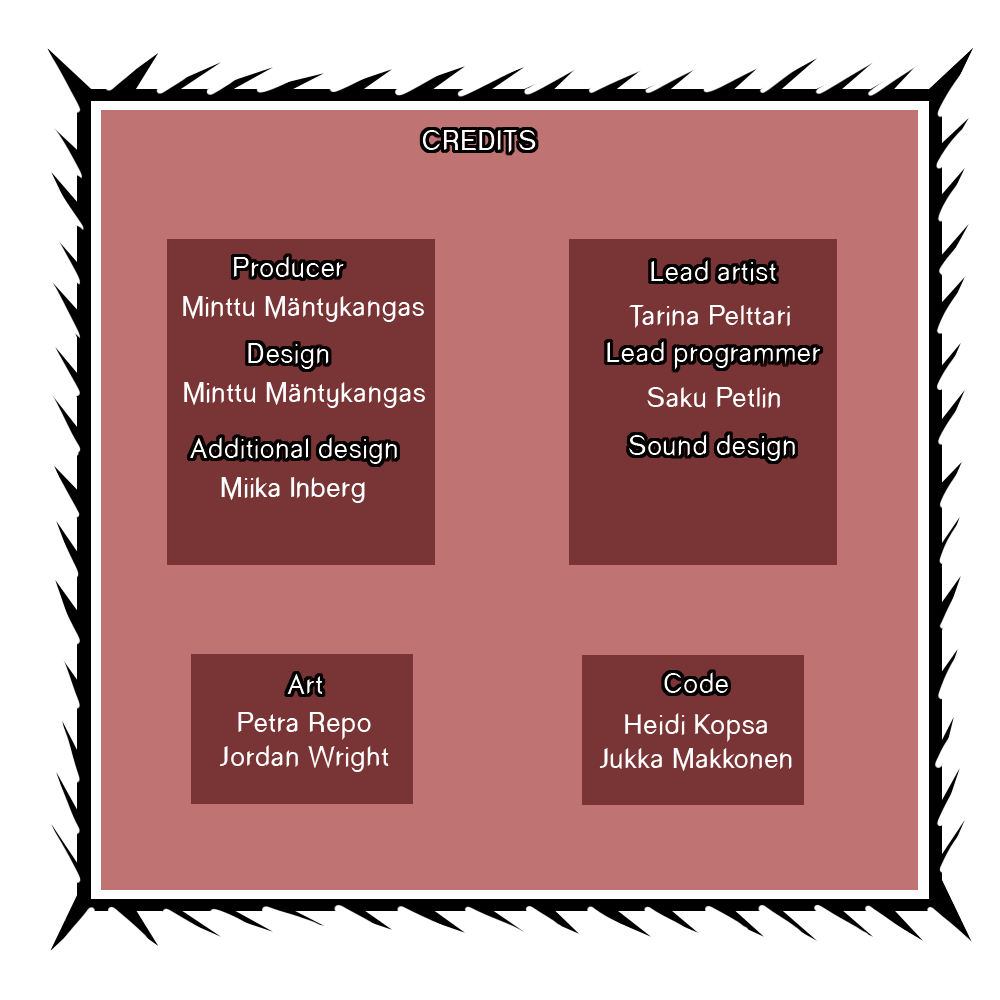 CREDITS
Producer
Minttu Mäntykangas
Design
Minttu Mäntykangas
Additional design
Miika Inberg
Lead artist
Tarina Pelttari
Lead programmer
Saku Petlin
Sound design
Art
Petra Repo
Jordan Wright
Code
Heidi Kopsa
Jukka Makkonen